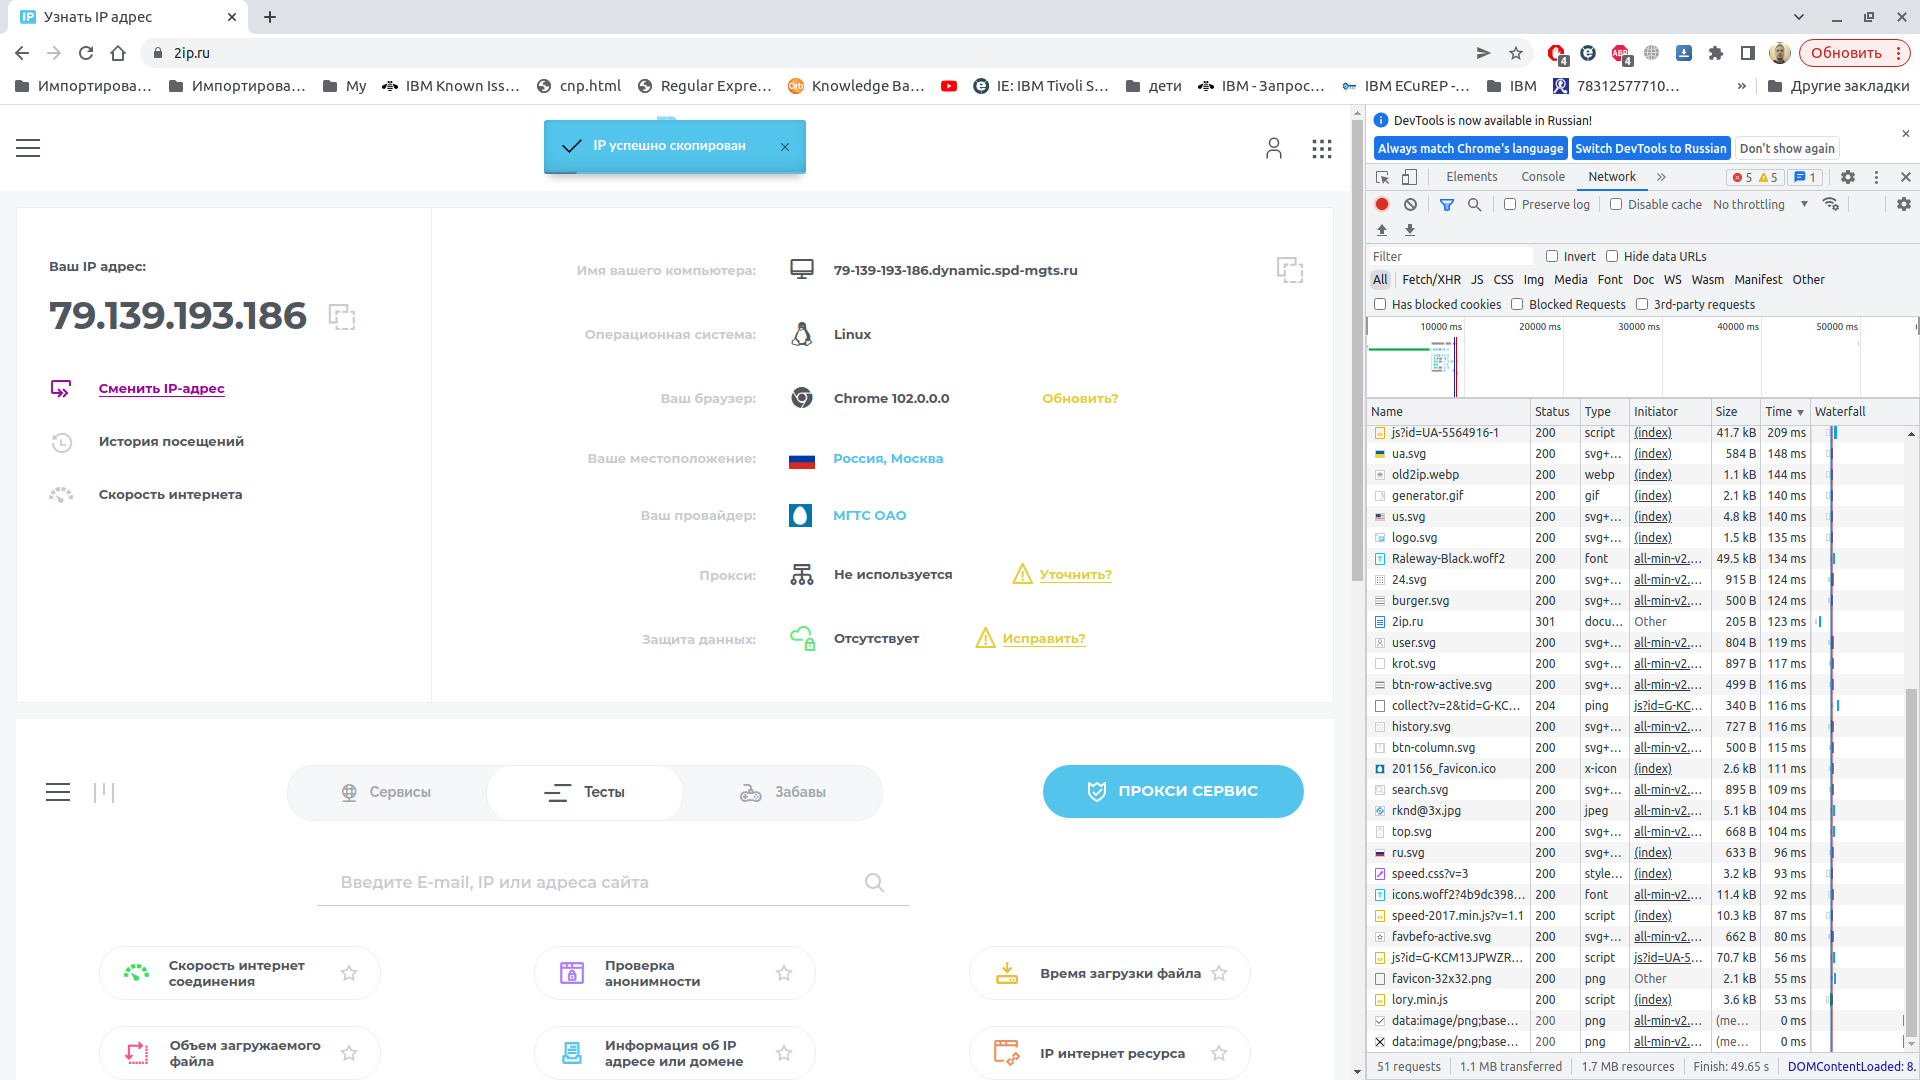 Узнать IP адрес
2ip.ru
4
4
Обновить
Импортирова…
Импортирова…
My
IBM Known Iss…
спр.html
Regular Expre…
Knowledge Ba…
IE: IBM Tivoli S…
дети
IBM - Запрос…
IBM ECuREP -…
IBM
78312577710…
»
Другие закладки
IP успешно скопирован
Ваш IP адрес:
79.139.193.186
Сменить IP-адрес
История посещений
Скорость интернета
Имя вашего компьютера: 79-139-193-186.dynamic.spd-mgts.ru
Операционная система: Linux
Ваш браузер: Chrome 102.0.0.0 Обновить?
Ваше местоположение: Россия, Москва
Ваш провайдер: МГТС ОАО
Прокси: Не используется Уточнить?
Защита данных: Отсутствует Исправить?
Сервисы
Тесты
Забавы
ПРОКСИ СЕРВИС
Введите E-mail, IP или адреса сайта
Скорость интернет
соединения
Проверка
анонимности
Время загрузки файла
Объем загружаемого
файла
Информация об IP
адресе или домене
IP интернет ресурса
DevTools is now available in Russian!
Always match Chrome's language
Switch DevTools to Russian
Don't show again
Elements Console Network » 5 5 1
Preserve log Disable cache No throttling
Filter Invert Hide data URLs
All Fetch/XHR JS CSS Img Media Font Doc WS Wasm Manifest Other
Has blocked cookies Blocked Requests 3rd-party requests
10000 ms 20000 ms 30000 ms 40000 ms 50000 ms
Name Status Type Initiator Size Time Waterfall
js?id=UA-5564916-1 200 script (index) 41.7 kB 209 ms
ua.svg 200 svg+… (index) 584 B 148 ms
old2ip.webp 200 webp (index) 1.1 kB 144 ms
generator.gif 200 gif (index) 2.1 kB 140 ms
us.svg 200 svg+… (index) 4.8 kB 140 ms
logo.svg 200 svg+… (index) 1.5 kB 135 ms
Raleway-Black.woff2 200 font all-min-v2.… 49.5 kB 134 ms
24.svg 200 svg+… all-min-v2.… 915 B 124 ms
burger.svg 200 svg+… all-min-v2.… 500 B 124 ms
2ip.ru 301 docu… Other 205 B 123 ms
user.svg 200 svg+… all-min-v2.… 804 B 119 ms
krot.svg 200 svg+… all-min-v2.… 897 B 117 ms
btn-row-active.svg 200 svg+… all-min-v2.… 499 B 116 ms
collect?v=2&tid=G-KC… 204 ping js?id=G-KC… 340 B 116 ms
history.svg 200 svg+… all-min-v2.… 727 B 116 ms
btn-column.svg 200 svg+… all-min-v2.… 500 B 115 ms
201156_favicon.ico 200 x-icon (index) 2.6 kB 111 ms
search.svg 200 svg+… all-min-v2.… 895 B 109 ms
rknd@3x.jpg 200 jpeg all-min-v2.… 5.1 kB 104 ms
top.svg 200 svg+… all-min-v2.… 668 B 104 ms
ru.svg 200 svg+… (index) 633 B 96 ms
speed.css?v=3 200 style… (index) 3.2 kB 93 ms
icons.woff2?4b9dc398… 200 font all-min-v2.… 11.4 kB 92 ms
speed-2017.min.js?v=1.1 200 script (index) 10.3 kB 87 ms
favbefo-active.svg 200 svg+… all-min-v2.… 662 B 80 ms
js?id=G-KCM13JPWZR… 200 script js?id=UA-5… 70.7 kB 56 ms
favicon-32x32.png 200 png Other 2.1 kB 55 ms
lory.min.js 200 script (index) 3.6 kB 53 ms
data:image/png;base… 200 png all-min-v2.… (me… 0 ms
data:image/png;base… 200 png all-min-v2.… (me… 0 ms
51 requests 1.1 MB transferred 1.7 MB resources Finish: 49.65 s DOMContentLoaded: 8.